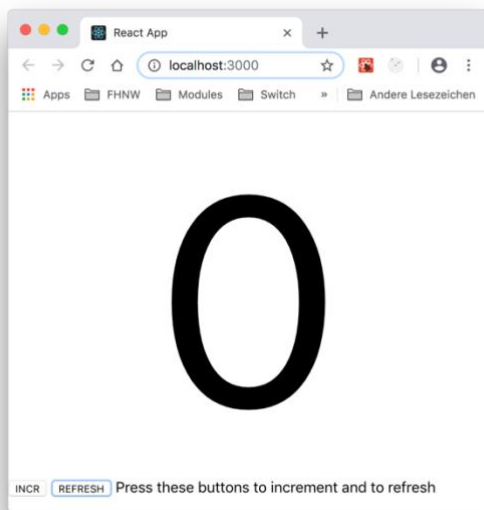 React App
localhost:3000
Apps FHNW Modules Switch » Andere Lesezeichen
0
INCR REFRESH Press these buttons to increment and to refresh